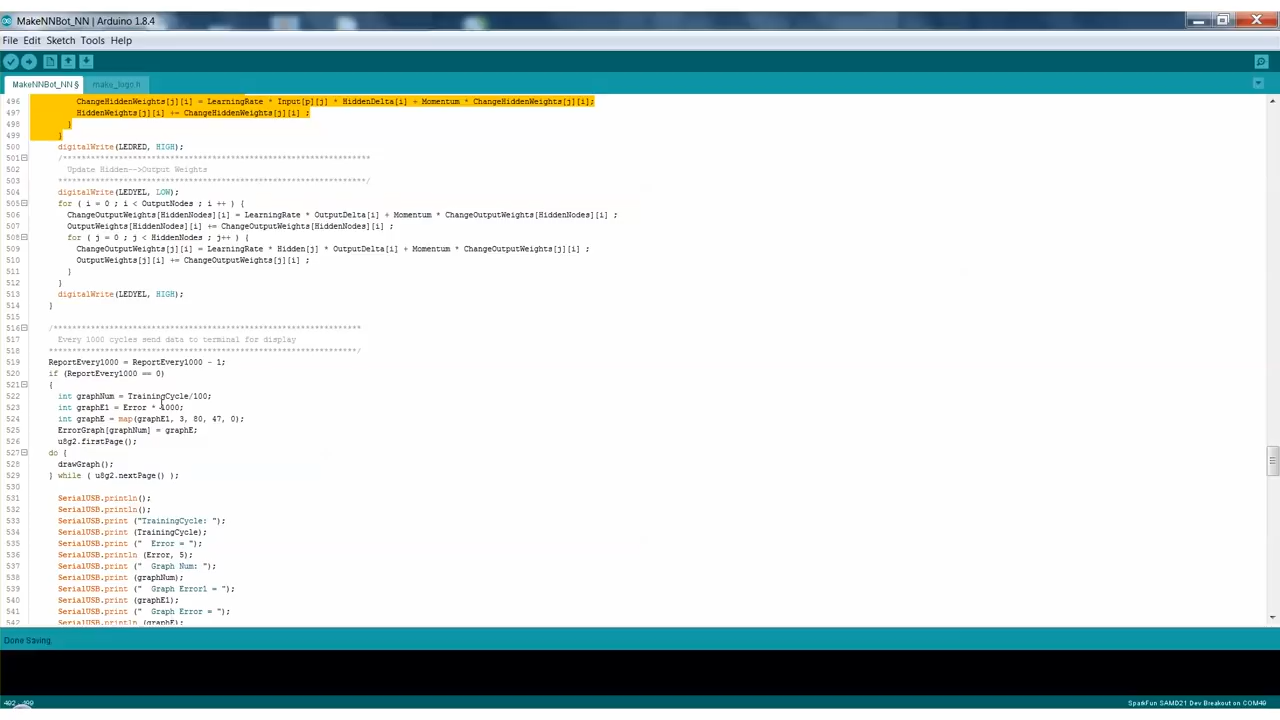 MakeNNBot_NN | Arduino 1.8.4
File Edit Sketch Tools Help
MakeNNBot_NN § make_logo.h
496 ChangeHiddenWeights[j][i] = LearningRate * Input[p][j] * HiddenDelta[i] + Momentum * ChangeHiddenWeights[j][i];
497 HiddenWeights[j][i] += ChangeHiddenWeights[j][i] ;
498 }
499 }
500 digitalWrite(LEDRED, HIGH);
501 /******************************************************************
502 Update Hidden-->Output Weights
503 ******************************************************************/
504 digitalWrite(LEDYEL, LOW);
505 for ( i = 0 ; i < OutputNodes ; i ++ ) {
506 ChangeOutputWeights[HiddenNodes][i] = LearningRate * OutputDelta[i] + Momentum * ChangeOutputWeights[HiddenNodes][i] ;
507 OutputWeights[HiddenNodes][i] += ChangeOutputWeights[HiddenNodes][i] ;
508 for ( j = 0 ; j < HiddenNodes ; j++ ) {
509 ChangeOutputWeights[j][i] = LearningRate * Hidden[j] * OutputDelta[i] + Momentum * ChangeOutputWeights[j][i] ;
510 OutputWeights[j][i] += ChangeOutputWeights[j][i] ;
511 }
512 }
513 digitalWrite(LEDYEL, HIGH);
514 }
515
516 /******************************************************************
517 Every 1000 cycles send data to terminal for display
518 ******************************************************************/
519 ReportEvery1000 = ReportEvery1000 - 1;
520 if (ReportEvery1000 == 0)
521 {
522 int graphNum = TrainingCycle/100;
523 int graphE1 = Error * 1000;
524 int graphE = map(graphE1, 3, 80, 47, 0);
525 ErrorGraph[graphNum] = graphE;
526 u8g2.firstPage();
527 do {
528 drawGraph();
529 } while ( u8g2.nextPage() );
530
531 SerialUSB.println();
532 SerialUSB.println();
533 SerialUSB.print ("TrainingCycle: ");
534 SerialUSB.print (TrainingCycle);
535 SerialUSB.print ("  Error = ");
536 SerialUSB.println (Error, 5);
537 SerialUSB.print ("  Graph Num: ");
538 SerialUSB.print (graphNum);
539 SerialUSB.print ("  Graph Error1 = ");
540 SerialUSB.print (graphE1);
541 SerialUSB.print ("  Graph Error = ");
542 SerialUSB.println (graphE);
Done Saving.
492 - 499
SparkFun SAMD21 Dev Breakout on COM49